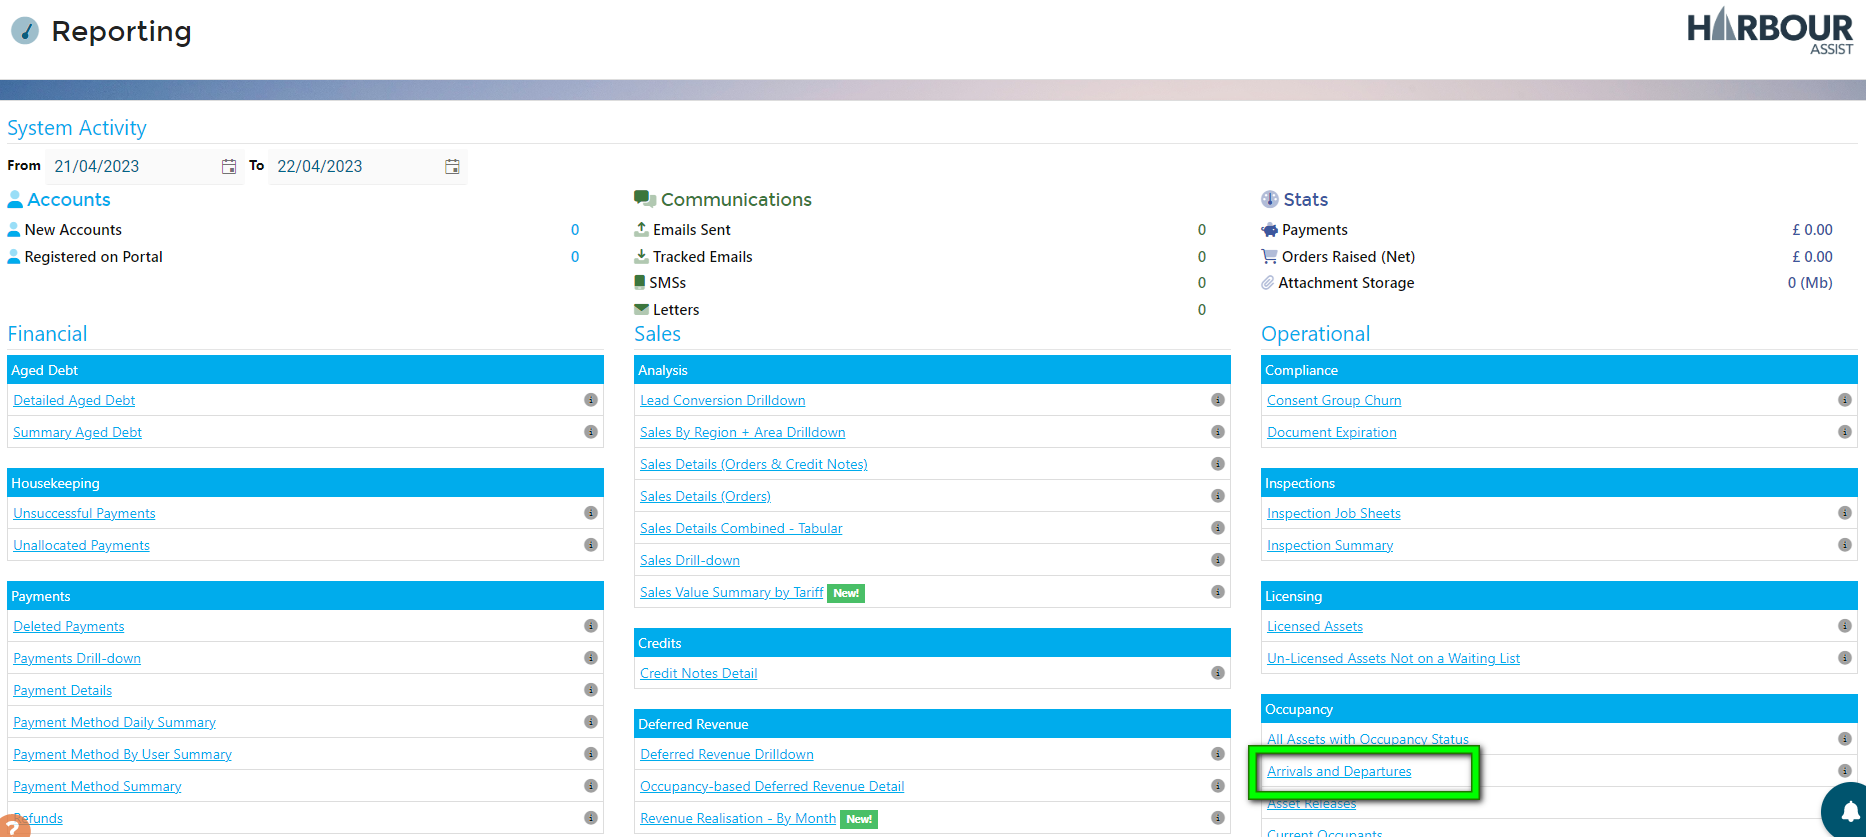 Reporting
HARBOUR
ASSIST
System Activity
From 21/04/2023 To 22/04/2023
Accounts
New Accounts 0
Registered on Portal 0
Communications
Emails Sent 0
Tracked Emails 0
SMSs 0
Letters 0
Stats
Payments £ 0.00
Orders Raised (Net) £ 0.00
Attachment Storage 0 (Mb)
Financial
Aged Debt
Detailed Aged Debt
Summary Aged Debt
Housekeeping
Unsuccessful Payments
Unallocated Payments
Payments
Deleted Payments
Payments Drill-down
Payment Details
Payment Method Daily Summary
Payment Method By User Summary
Payment Method Summary
Refunds
Sales
Analysis
Lead Conversion Drilldown
Sales By Region + Area Drilldown
Sales Details (Orders & Credit Notes)
Sales Details (Orders)
Sales Details Combined - Tabular
Sales Drill-down
Sales Value Summary by Tariff New!
Credits
Credit Notes Detail
Deferred Revenue
Deferred Revenue Drilldown
Occupancy-based Deferred Revenue Detail
Revenue Realisation - By Month New!
Operational
Compliance
Consent Group Churn
Document Expiration
Inspections
Inspection Job Sheets
Inspection Summary
Licensing
Licensed Assets
Un-Licensed Assets Not on a Waiting List
Occupancy
All Assets with Occupancy Status
Arrivals and Departures
Asset Releases
Current Occupants